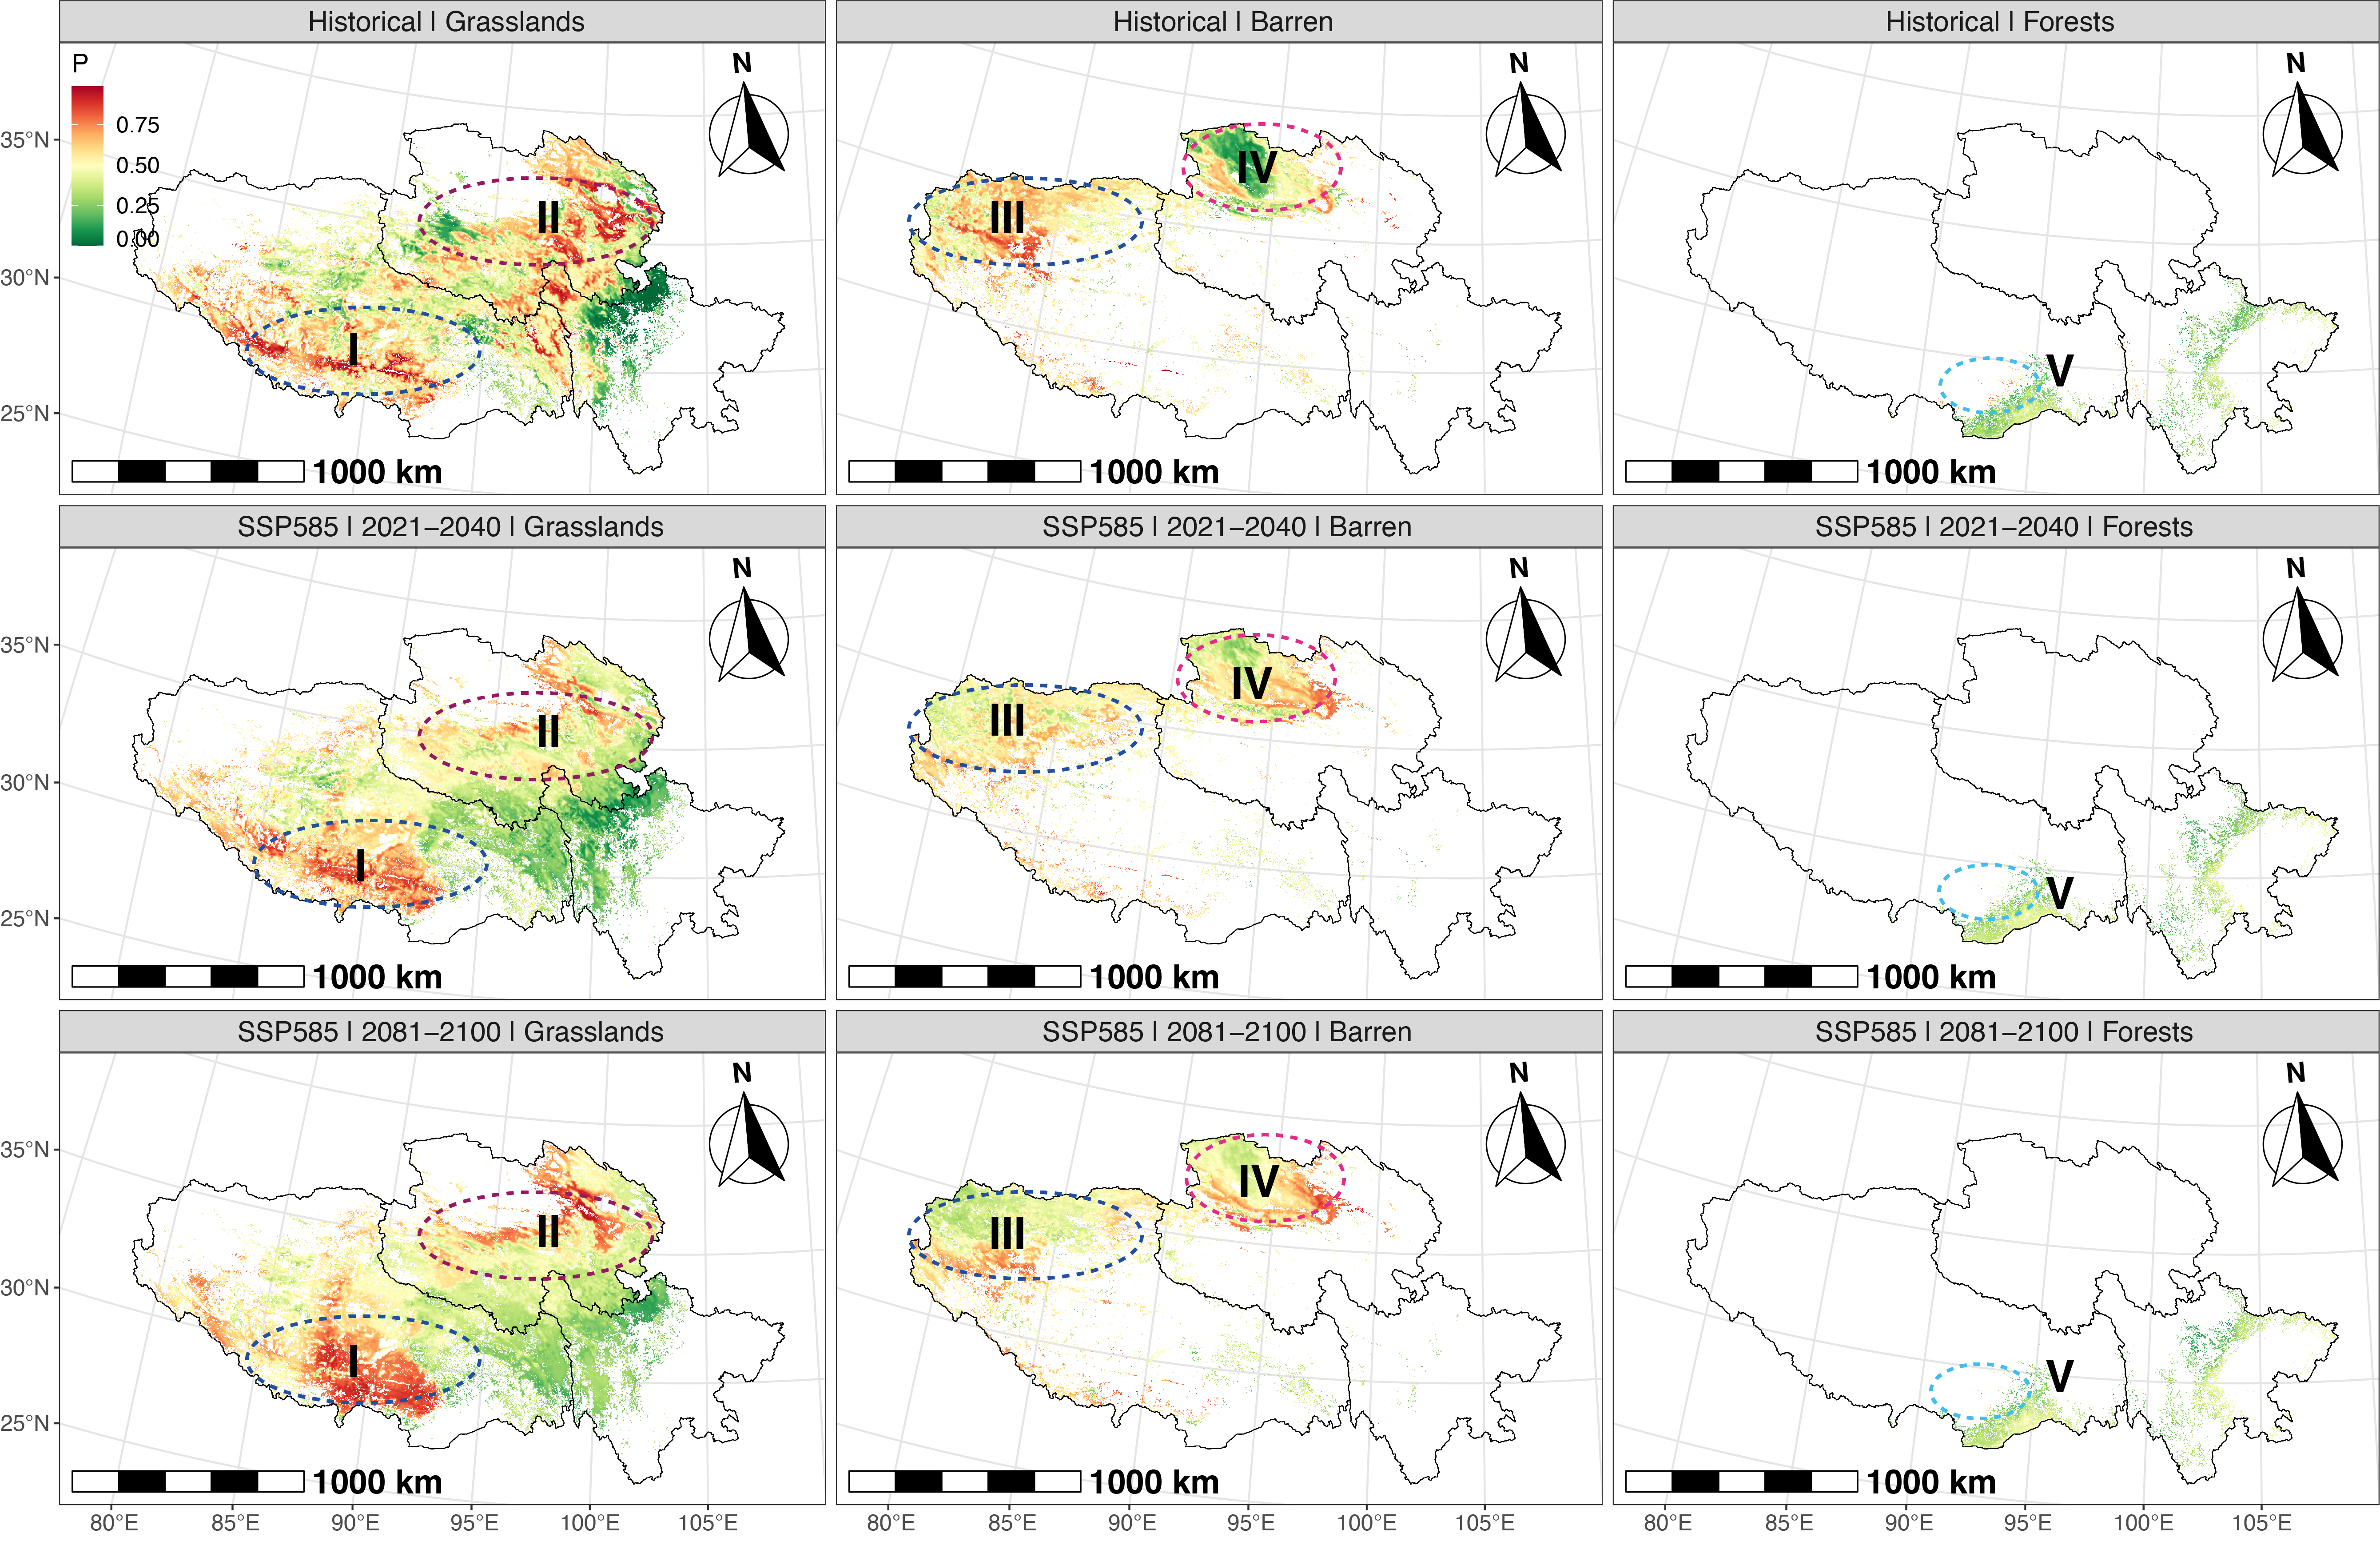 Historical | Grasslands
P
0.75
0.50
0.25
0.00
N
II
I
1000 km
35°N
30°N
25°N
Historical | Barren
N
IV
III
1000 km
Historical | Forests
N
V
1000 km
SSP585 | 2021–2040 | Grasslands
N
II
I
1000 km
35°N
30°N
25°N
SSP585 | 2021–2040 | Barren
N
IV
III
1000 km
SSP585 | 2021–2040 | Forests
N
V
1000 km
SSP585 | 2081–2100 | Grasslands
N
II
I
1000 km
35°N
30°N
25°N
80°E 85°E 90°E 95°E 100°E 105°E
SSP585 | 2081–2100 | Barren
N
IV
III
1000 km
80°E 85°E 90°E 95°E 100°E 105°E
SSP585 | 2081–2100 | Forests
N
V
1000 km
80°E 85°E 90°E 95°E 100°E 105°E